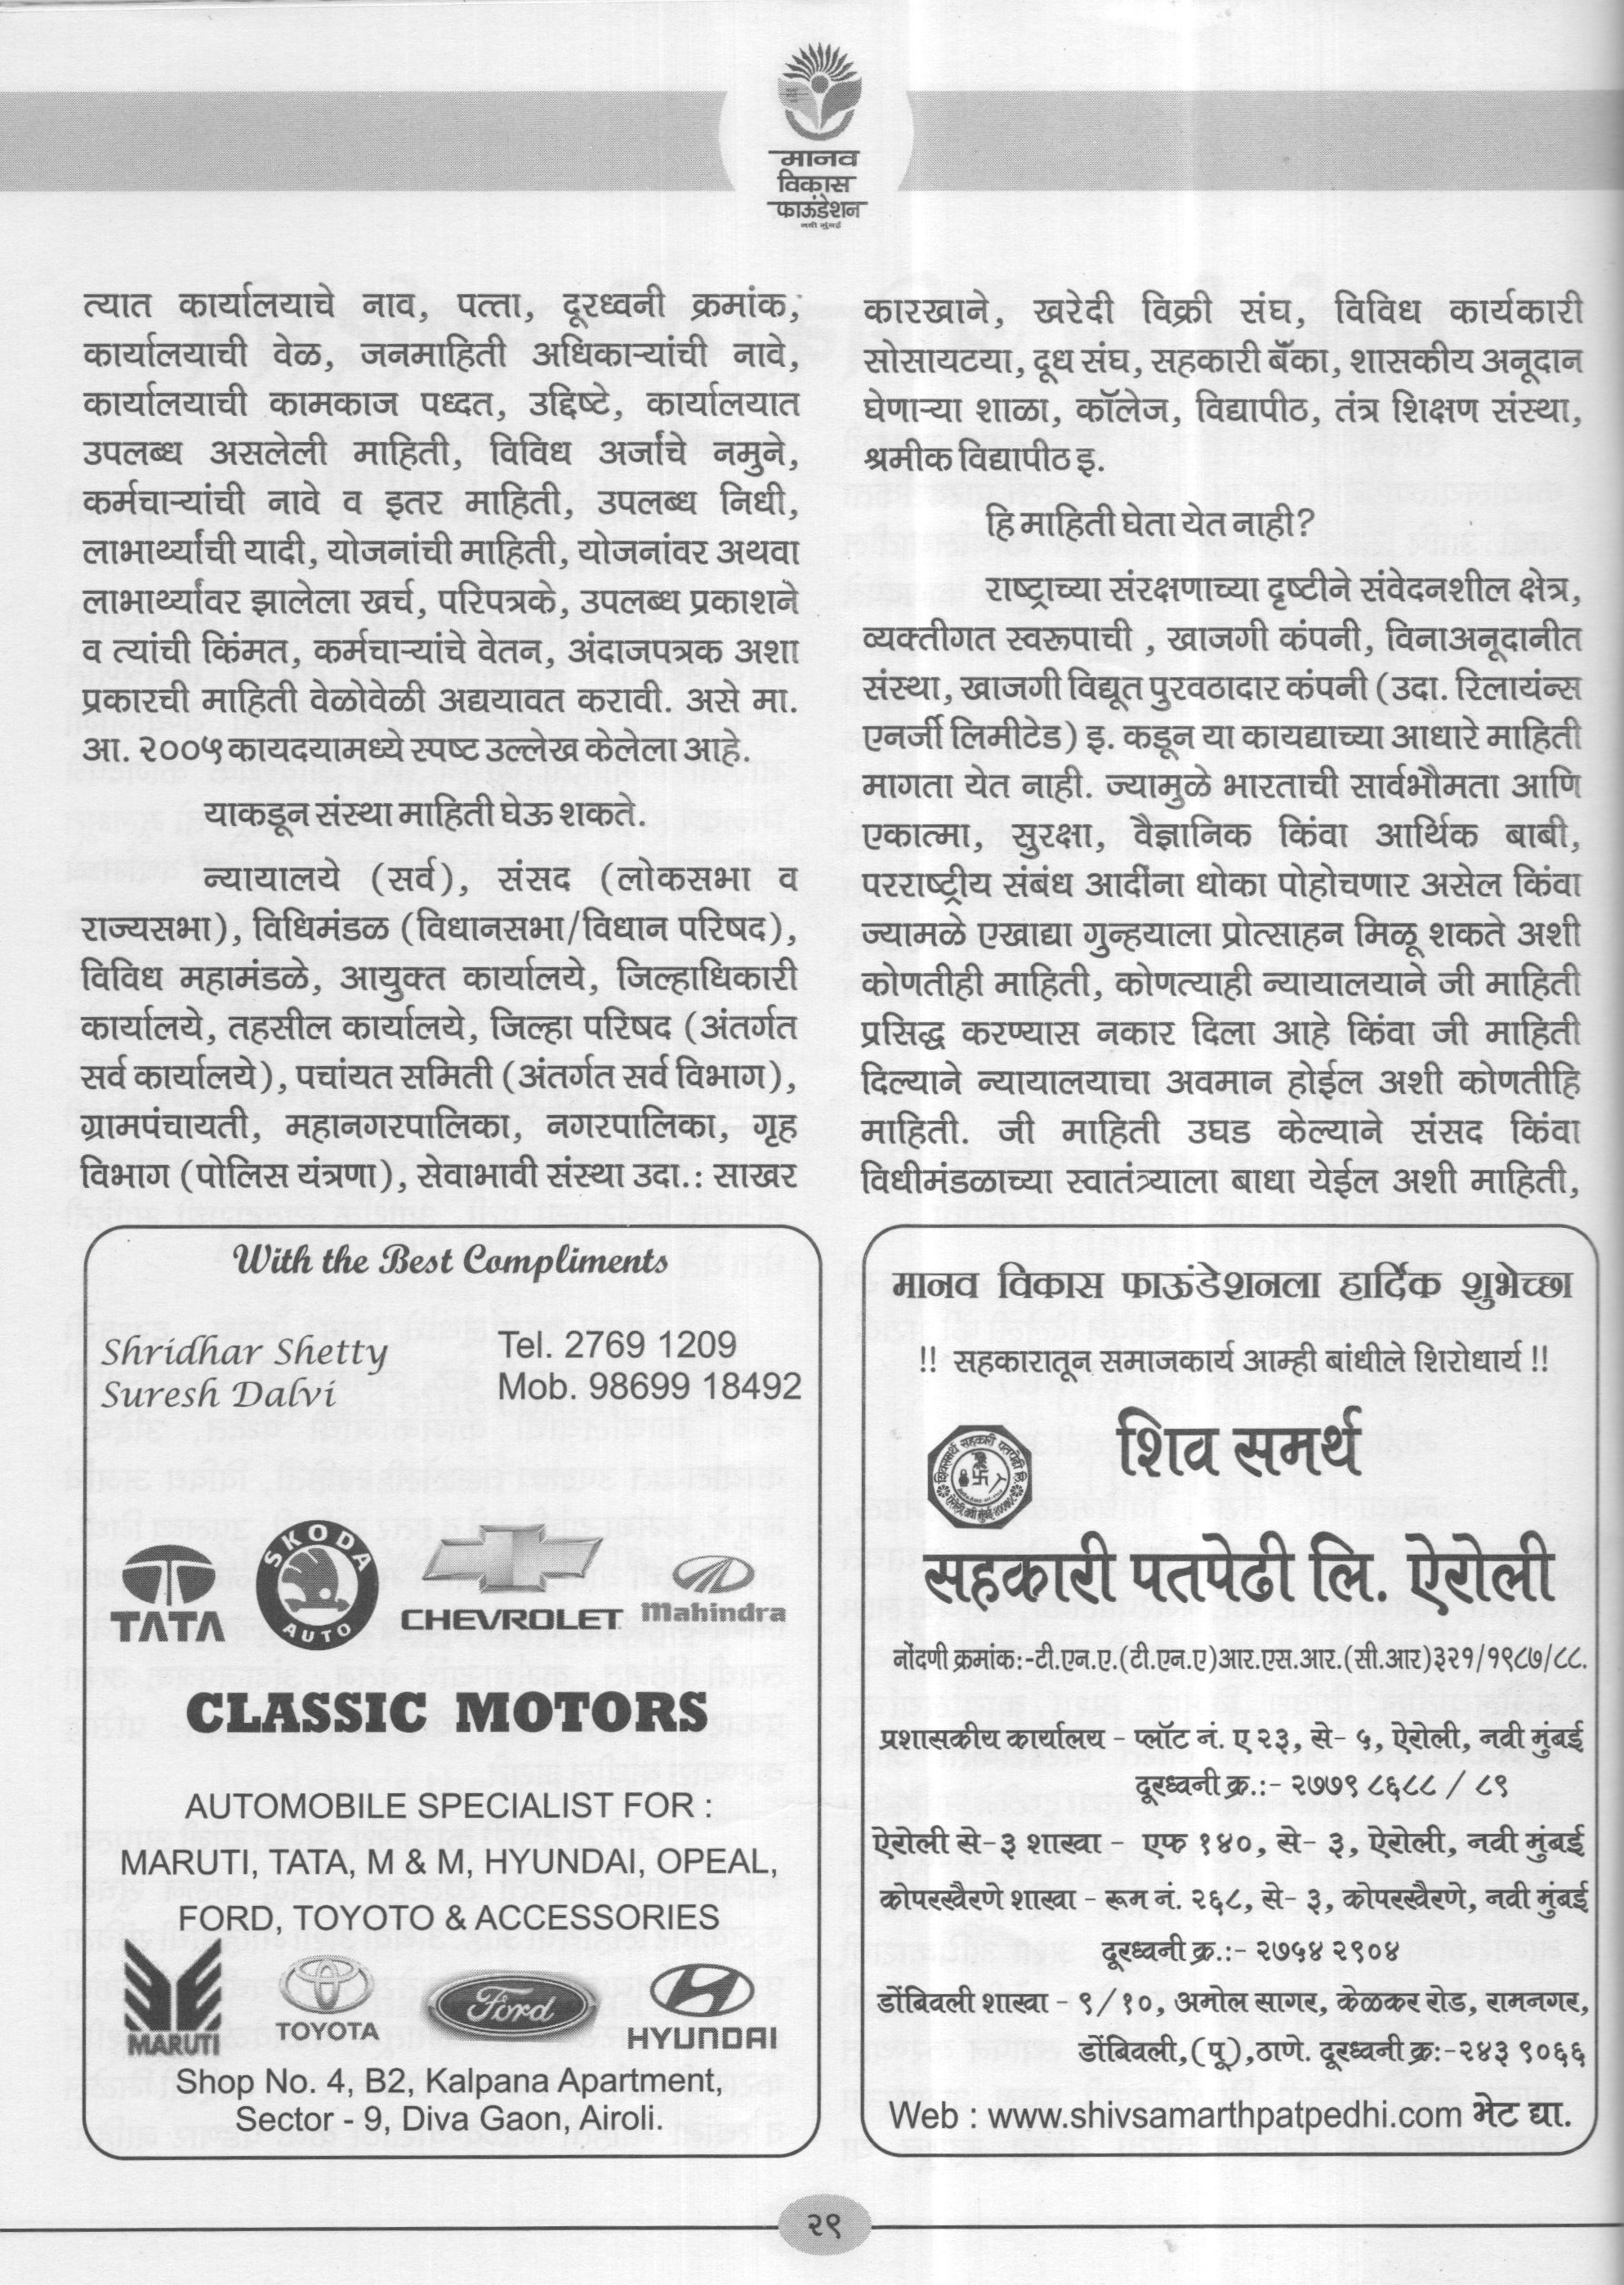 मानव
विकास
फाऊंडेशन
नवी मुंबई
त्यात कार्यालयाचे नाव, पत्ता, दूरध्वनी क्रमांक,
कार्यालयाची वेळ, जनमाहिती अधिकाऱ्यांची नावे,
कार्यालयाची कामकाज पध्दत, उद्दिष्टे, कार्यालयात
उपलब्ध असलेली माहिती, विविध अर्जांचे नमुने,
कर्मचाऱ्यांची नावे व इतर माहिती, उपलब्ध निधी,
लाभार्थ्यांची यादी, योजनांची माहिती, योजनांवर अथवा
लाभार्थ्यांवर झालेला खर्च, परिपत्रके, उपलब्ध प्रकाशने
व त्यांची किंमत, कर्मचाऱ्यांचे वेतन, अंदाजपत्रक अशा
प्रकारची माहिती वेळोवेळी अद्ययावत करावी. असे मा.
आ. २००५ कायदयामध्ये स्पष्ट उल्लेख केलेला आहे.
याकडून संस्था माहिती घेऊ शकते.
न्यायालये (सर्व), संसद (लोकसभा व
राज्यसभा), विधिमंडळ (विधानसभा/विधान परिषद),
विविध महामंडळे, आयुक्त कार्यालये, जिल्हाधिकारी
कार्यालये, तहसील कार्यालये, जिल्हा परिषद (अंतर्गत
सर्व कार्यालये), पचांयत समिती (अंतर्गत सर्व विभाग),
ग्रामपंचायती, महानगरपालिका, नगरपालिका, गृह
विभाग (पोलिस यंत्रणा), सेवाभावी संस्था उदा.: साखर
कारखाने, खरेदी विक्री संघ, विविध कार्यकारी
सोसायटया, दूध संघ, सहकारी बॅंका, शासकीय अनूदान
घेणाऱ्या शाळा, कॉलेज, विद्यापीठ, तंत्र शिक्षण संस्था,
श्रमीक विद्यापीठ इ.
हि माहिती घेता येत नाही?
राष्ट्राच्या संरक्षणाच्या दृष्टीने संवेदनशील क्षेत्र,
व्यक्तीगत स्वरूपाची , खाजगी कंपनी, विनाअनूदानीत
संस्था, खाजगी विद्यूत पुरवठादार कंपनी (उदा. रिलायंन्स
एनर्जी लिमीटेड) इ. कडून या कायद्याच्या आधारे माहिती
मागता येत नाही. ज्यामुळे भारताची सार्वभौमता आणि
एकात्मा, सुरक्षा, वैज्ञानिक किंवा आर्थिक बाबी,
परराष्ट्रीय संबंध आदींना धोका पोहोचणार असेल किंवा
ज्यामळे एखाद्या गुन्हयाला प्रोत्साहन मिळू शकते अशी
कोणतीही माहिती, कोणत्याही न्यायालयाने जी माहिती
प्रसिद्ध करण्यास नकार दिला आहे किंवा जी माहिती
दिल्याने न्यायालयाचा अवमान होईल अशी कोणतीहि
माहिती. जी माहिती उघड केल्याने संसद किंवा
विधीमंडळाच्या स्वातंत्र्याला बाधा येईल अशी माहिती,
With the Best Compliments
Shridhar Shetty
Suresh Dalvi
Tel. 2769 1209
Mob. 98699 18492
TATA
SKODA AUTO
CHEVROLET
Mahindra
CLASSIC MOTORS
AUTOMOBILE SPECIALIST FOR :
MARUTI, TATA, M & M, HYUNDAI, OPEAL,
FORD, TOYOTO & ACCESSORIES
MARUTI
TOYOTA
Ford
HYUNDAI
Shop No. 4, B2, Kalpana Apartment,
Sector - 9, Diva Gaon, Airoli.
मानव विकास फाऊंडेशनला हार्दिक शुभेच्छा
!! सहकारातून समाजकार्य आम्ही बांधीले शिरोधार्य !!
शिव समर्थ
सहकारी पतपेढी लि. ऐरोली
नोंदणी क्रमांक:-टी.एन.ए.(टी.एन.ए)आर.एस.आर.(सी.आर)३२१/१९८७/८८.
प्रशासकीय कार्यालय - प्लॉट नं. ए २३, से- ५, ऐरोली, नवी मुंबई
दूरध्वनी क्र.:- २७७९ ८६८८ / ८९
ऐरोली से-३ शाखा - एफ १४०, से- ३, ऐरोली, नवी मुंबई
कोपरखैरणे शाखा - रूम नं. २६८, से- ३, कोपरखैरणे, नवी मुंबई
दूरध्वनी क्र.:- २७५४ २९०४
डोंबिवली शाखा - ९/१०, अमोल सागर, केळकर रोड, रामनगर,
डोंबिवली,(पू),ठाणे. दूरध्वनी क्र:-२४३ ९०६६
Web : www.shivsamarthpatpedhi.com भेट द्या.
२९